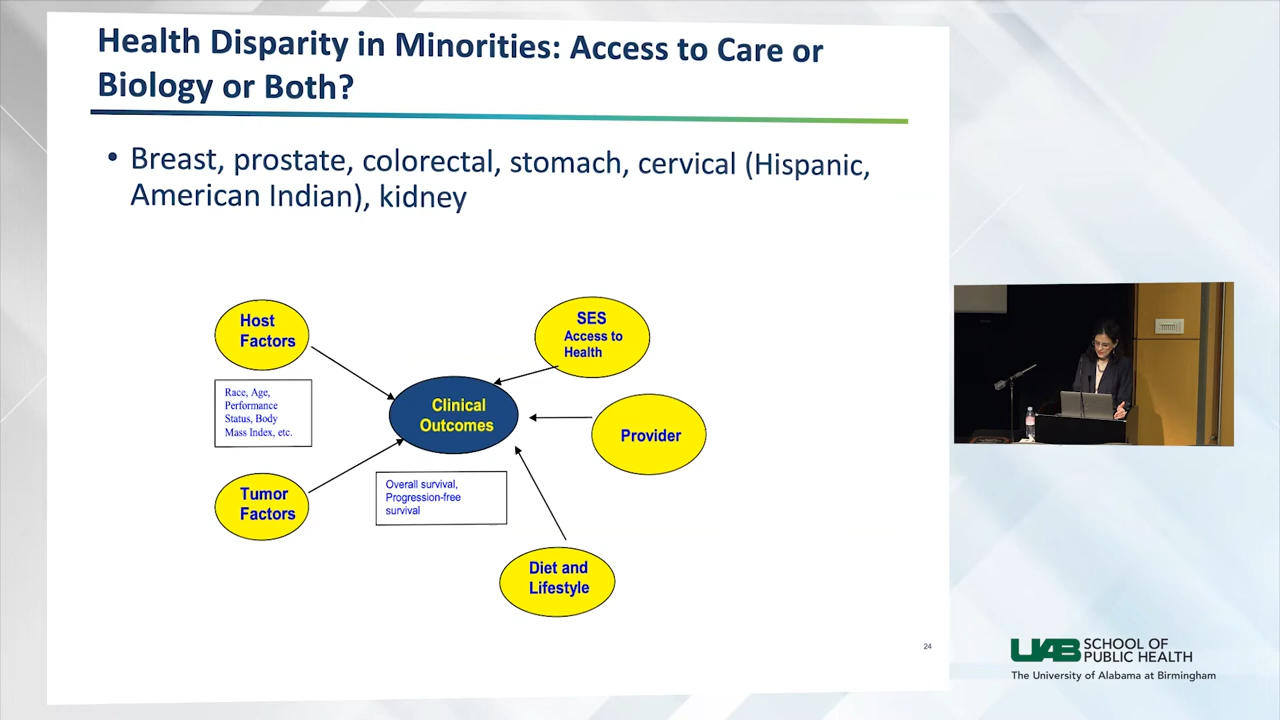 Health Disparity in Minorities: Access to Care or
Biology or Both?
• Breast, prostate, colorectal, stomach, cervical (Hispanic,
American Indian), kidney
Host
Factors
Race, Age,
Performance
Status, Body
Mass Index, etc.
Tumor
Factors
Clinical
Outcomes
Overall survival,
Progression-free
survival
SES
Access to
Health
Provider
Diet and
Lifestyle
24
UAB SCHOOL OF
PUBLIC HEALTH
The University of Alabama at Birmingham